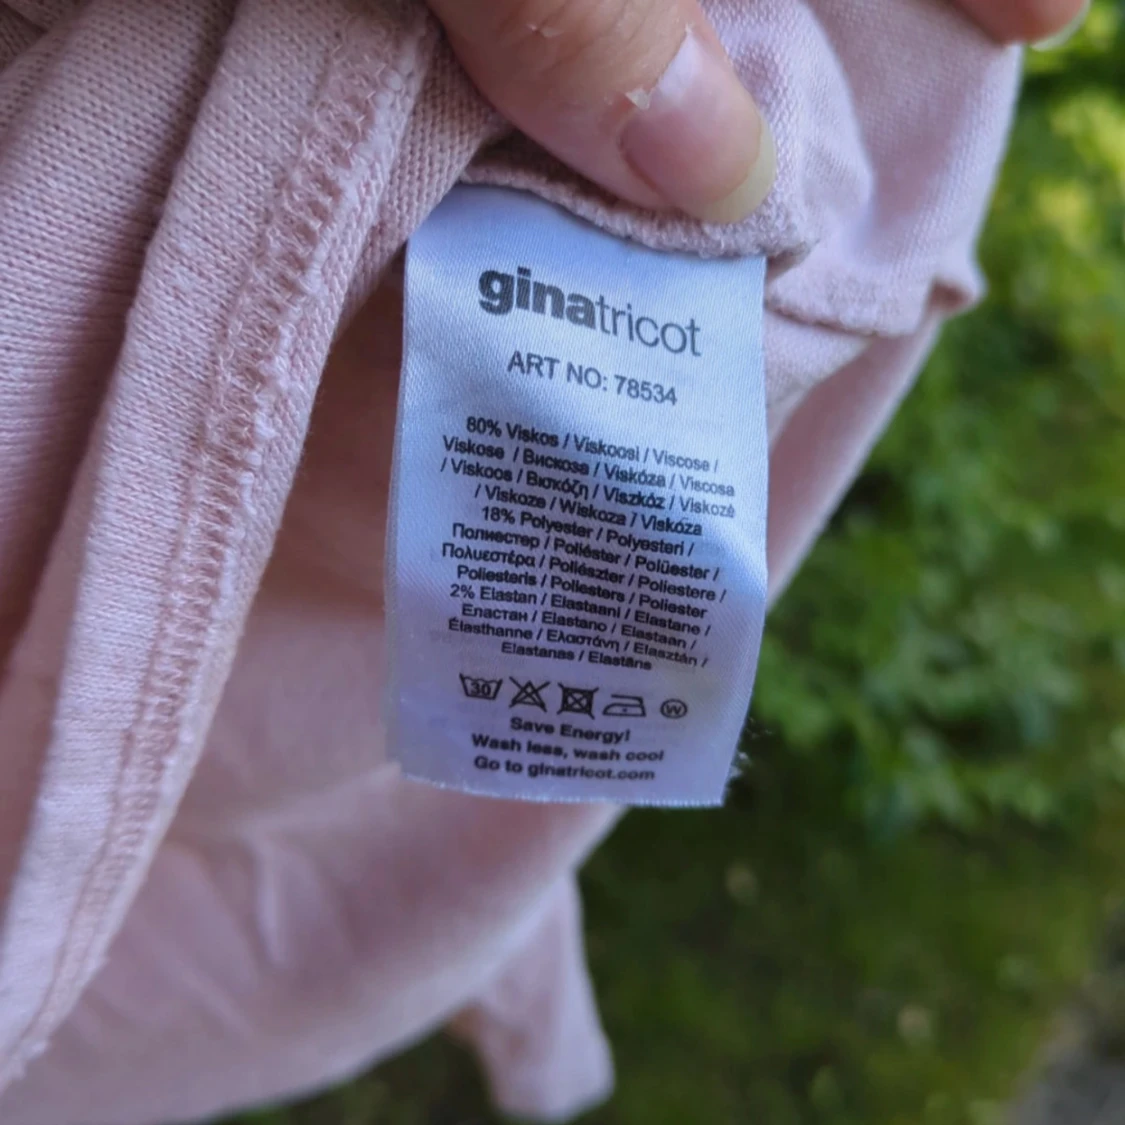 ginatricot
ART NO: 78534
80% Viskos / Viskoosi / Viscose /
Viskose / Вискоза / Viskóza / Viscosa
/ Viskoos / Βισκόζη / Viszkóz / Viskozė
/ Viskoze / Wiskoza / Viskóza
18% Polyester / Polyesteri /
Полиестер / Poliéster / Polüester /
Πολυεστέρα / Poliészter / Poliestere /
Poliesteris / Poliesters / Poliester
2% Elastan / Elastaani / Elastane /
Еластан / Elastano / Elastaan /
Élasthanne / Ελαστάνη / Elasztán /
Elastanas / Elastāns
30
W
Save Energy!
Wash less, wash cool
Go to ginatricot.com